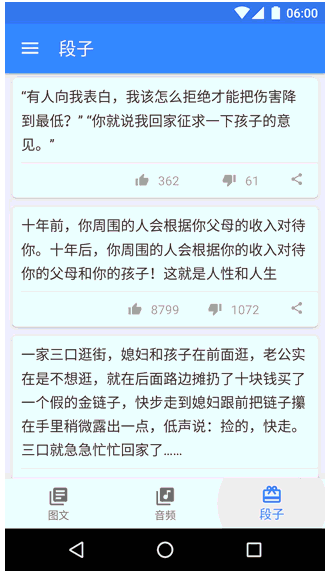 06:00
段子
“有人向我表白，我该怎么拒绝才能把伤害降
到最低？” “你就说我回家征求一下孩子的意
见。”
362 61
十年前，你周围的人会根据你父母的收入对待
你。十年后，你周围的人会根据你的收入对待
你的父母和你的孩子！这就是人性和人生
8799 1072
一家三口逛街，媳妇和孩子在前面逛，老公实
在是不想逛，就在后面路边摊扔了十块钱买了
一个假的金链子，快步走到媳妇跟前把链子攥
在手里稍微露出一点，低声说：捡的，快走。
三口就急急忙忙回家了……
图文 音频 段子